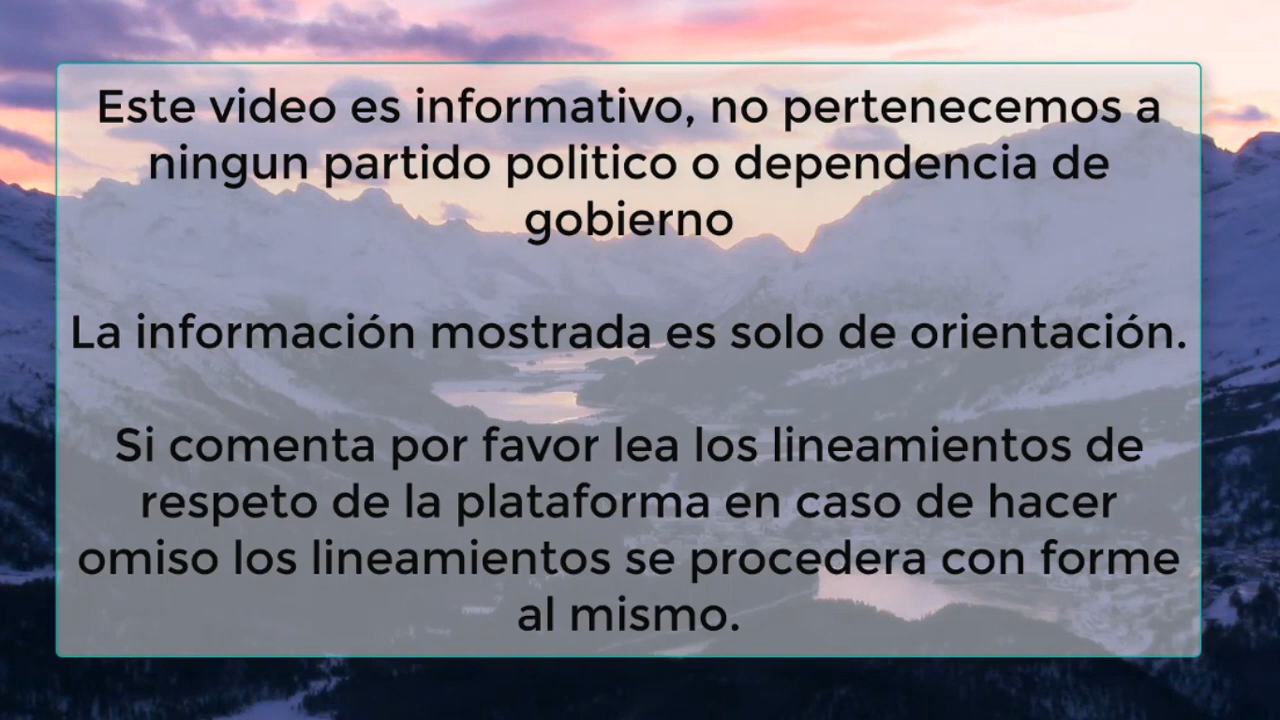 Este video es informativo, no pertenecemos a
ningun partido politico o dependencia de
gobierno
La información mostrada es solo de orientación.
Si comenta por favor lea los lineamientos de
respeto de la plataforma en caso de hacer
omiso los lineamientos se procedera con forme
al mismo.